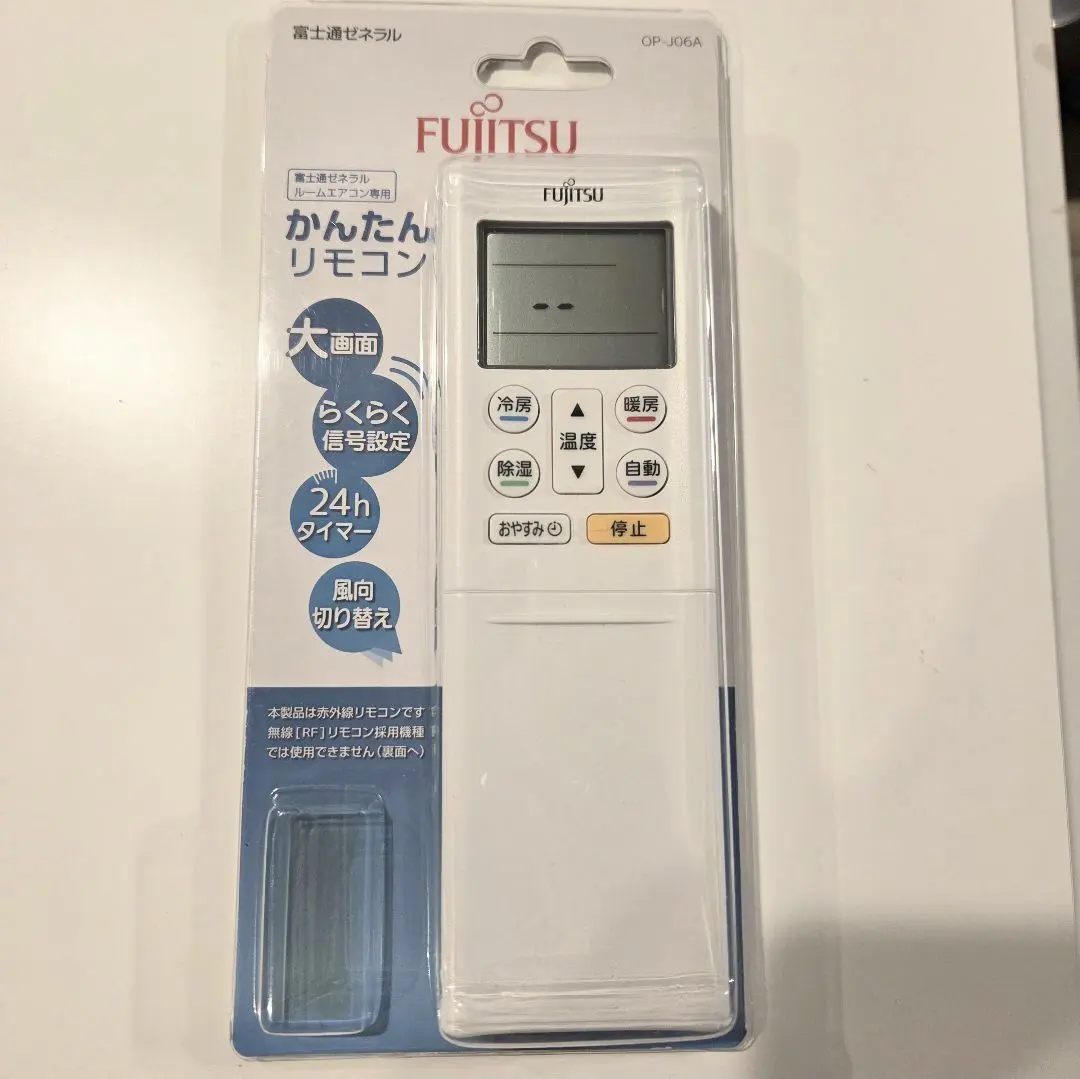 富士通ゼネラル
OP-J06A
FUJITSU
富士通ゼネラル
ルームエアコン専用
かんたん
リモコン
大画面
らくらく
信号設定
24h
タイマー
風向
切り替え
本製品は赤外線リモコンです
無線[RF]リモコン採用機種
では使用できません(裏面へ)
FUJITSU
--
冷房
▲
温度
▼
暖房
除湿
自動
おやすみ
停止